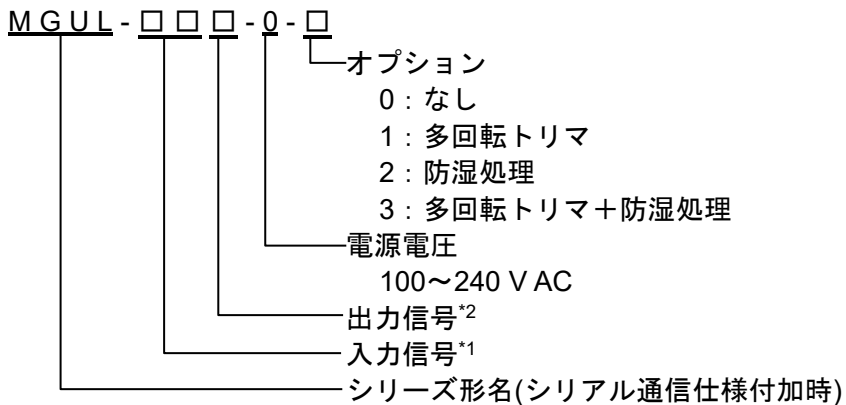 MGUL-□□□-0-□
オプション
0：なし
1：多回転トリマ
2：防湿処理
3：多回転トリマ＋防湿処理
電源電圧
100～240 V AC
出力信号*2
入力信号*1
シリーズ形名(シリアル通信仕様付加時)